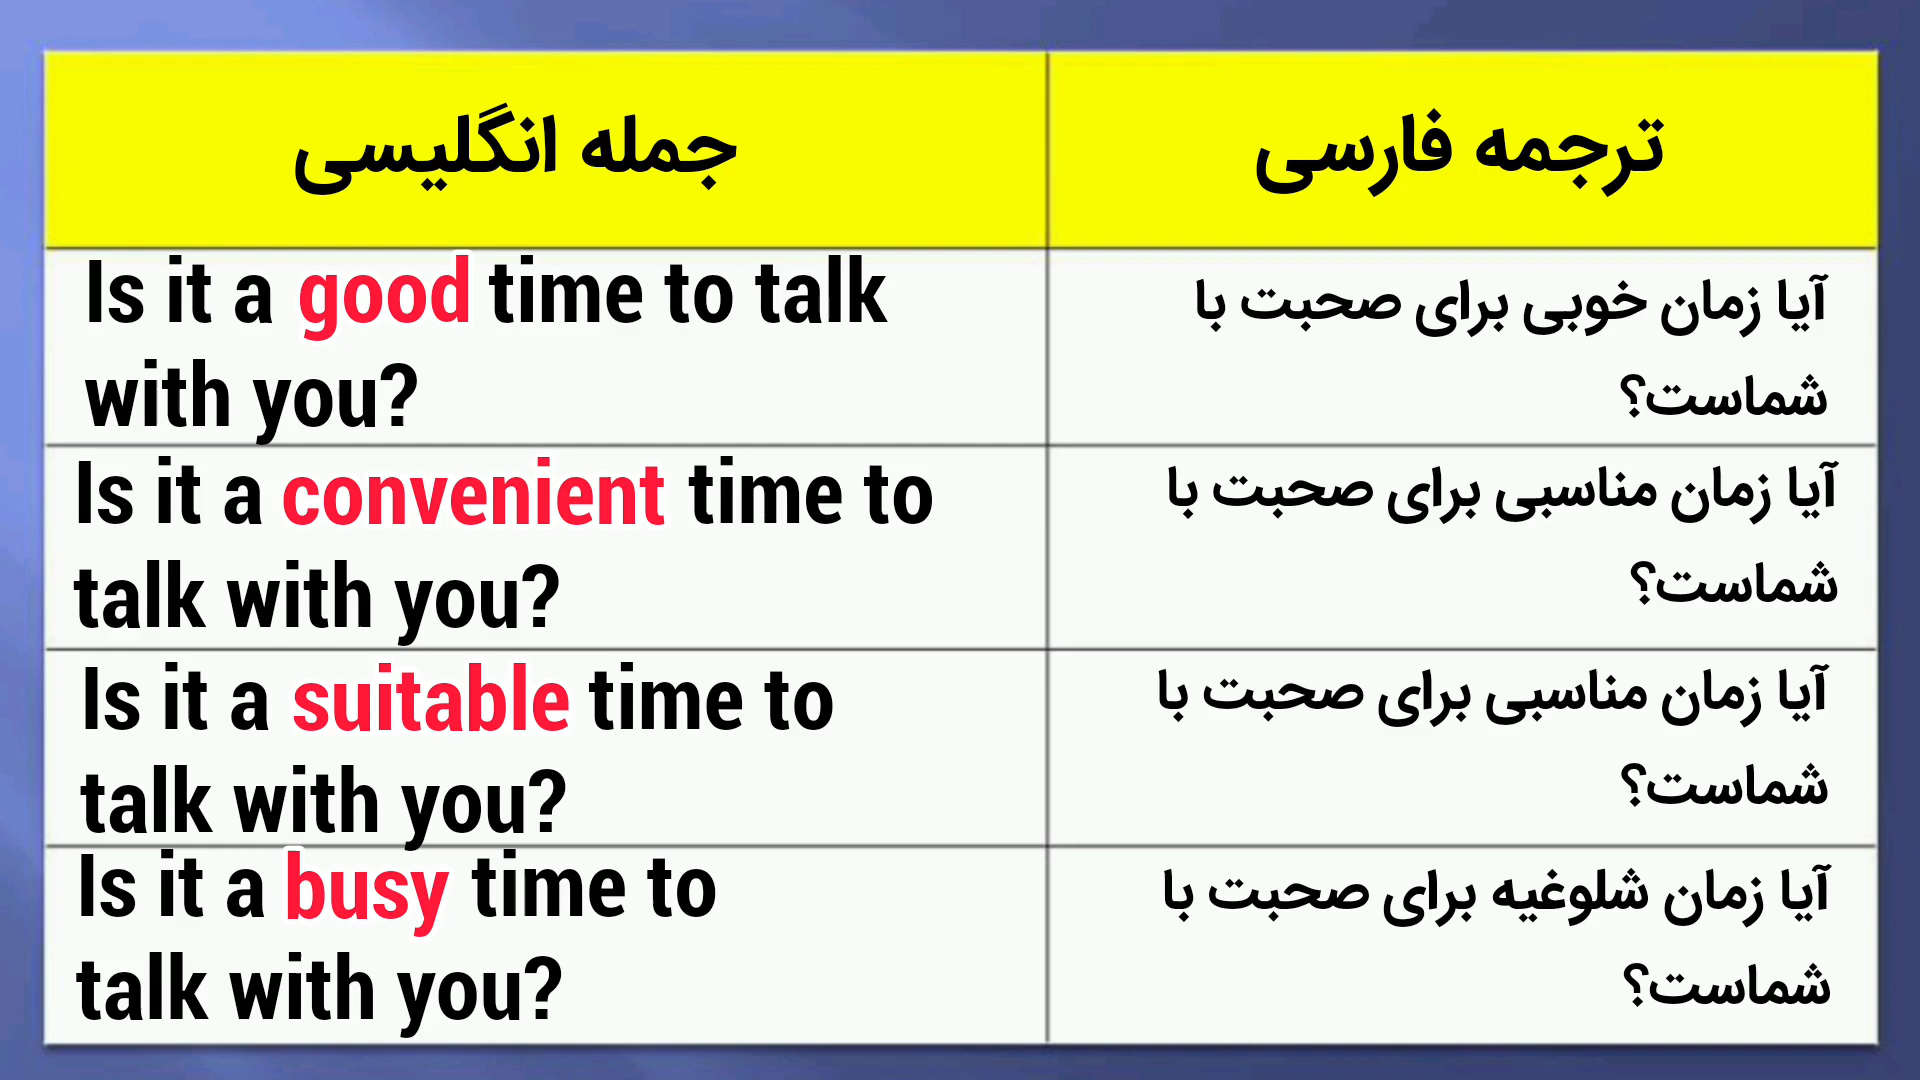 جمله انگلیسی
ترجمه فارسی
Is it a good time to talk
with you?
آیا زمان خوبی برای صحبت با
شماست؟
Is it a convenient time to
talk with you?
آیا زمان مناسبی برای صحبت با
شماست؟
Is it a suitable time to
talk with you?
آیا زمان مناسبی برای صحبت با
شماست؟
Is it a busy time to
talk with you?
آیا زمان شلوغیه برای صحبت با
شماست؟